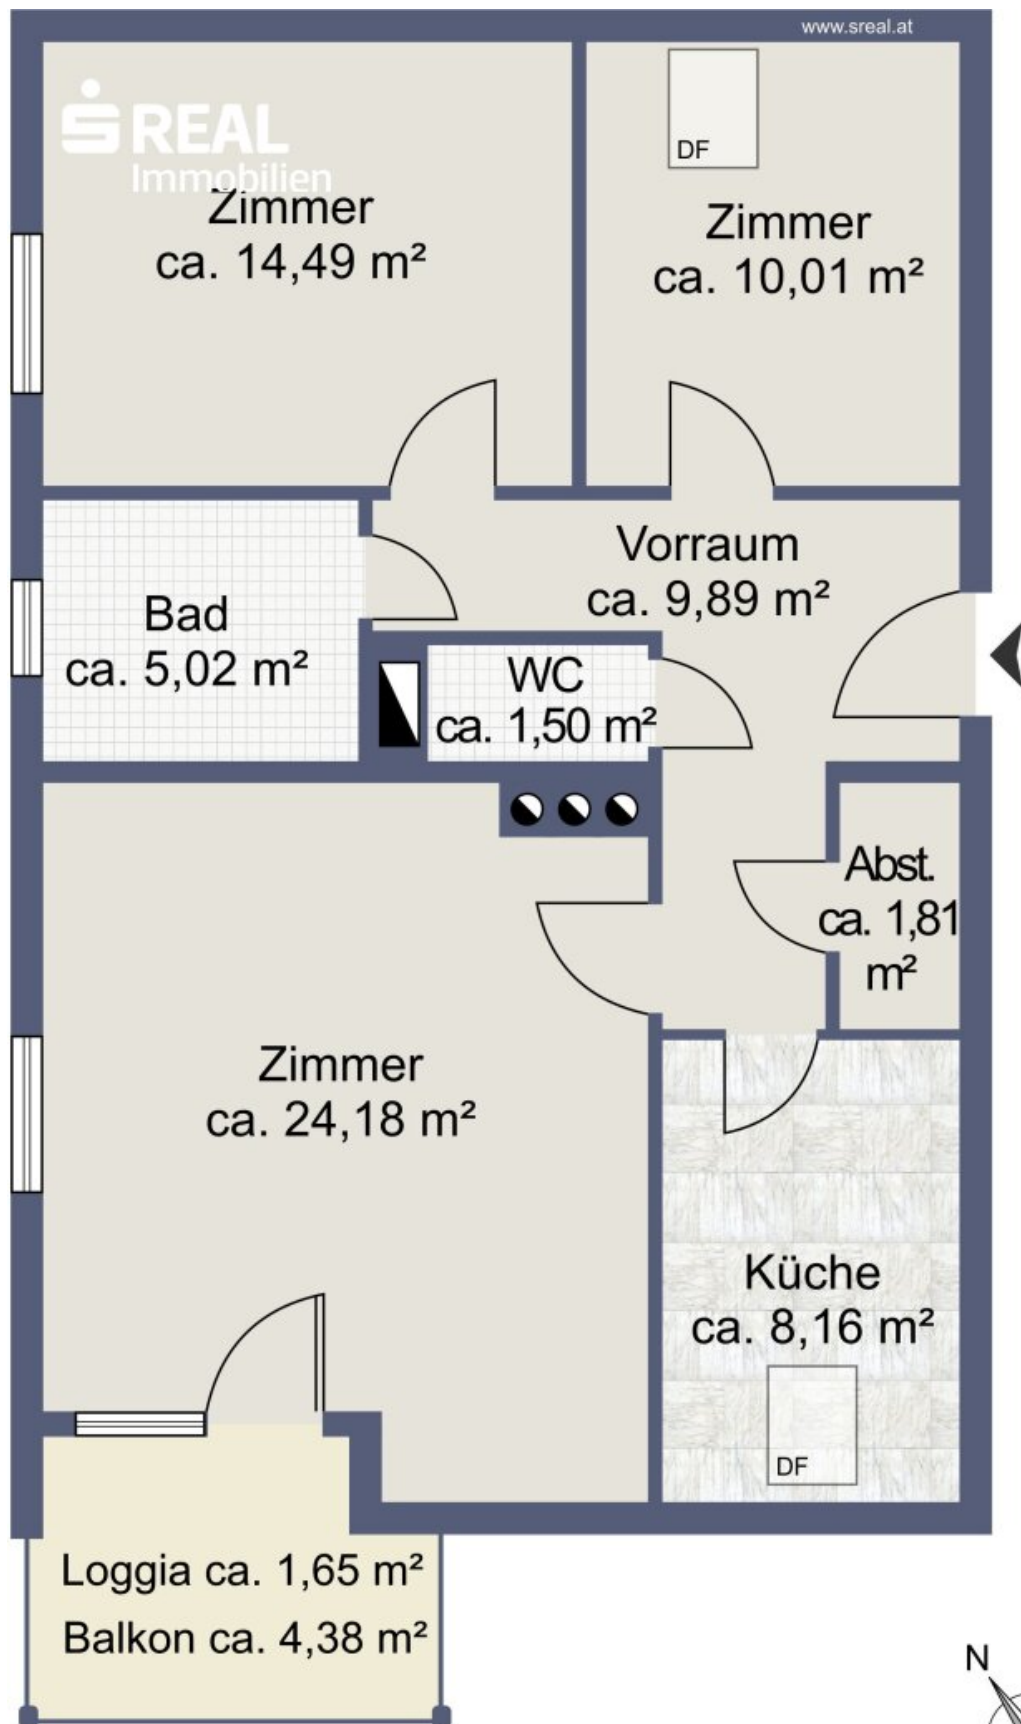 www.sreal.at
S REAL
Immobilien
Zimmer
ca. 14,49 m²
DF
Zimmer
ca. 10,01 m²
Vorraum
ca. 9,89 m²
Bad
ca. 5,02 m²
WC
ca. 1,50 m²
Abst.
ca. 1,81
m²
Zimmer
ca. 24,18 m²
Küche
ca. 8,16 m²
DF
Loggia ca. 1,65 m²
Balkon ca. 4,38 m²
N